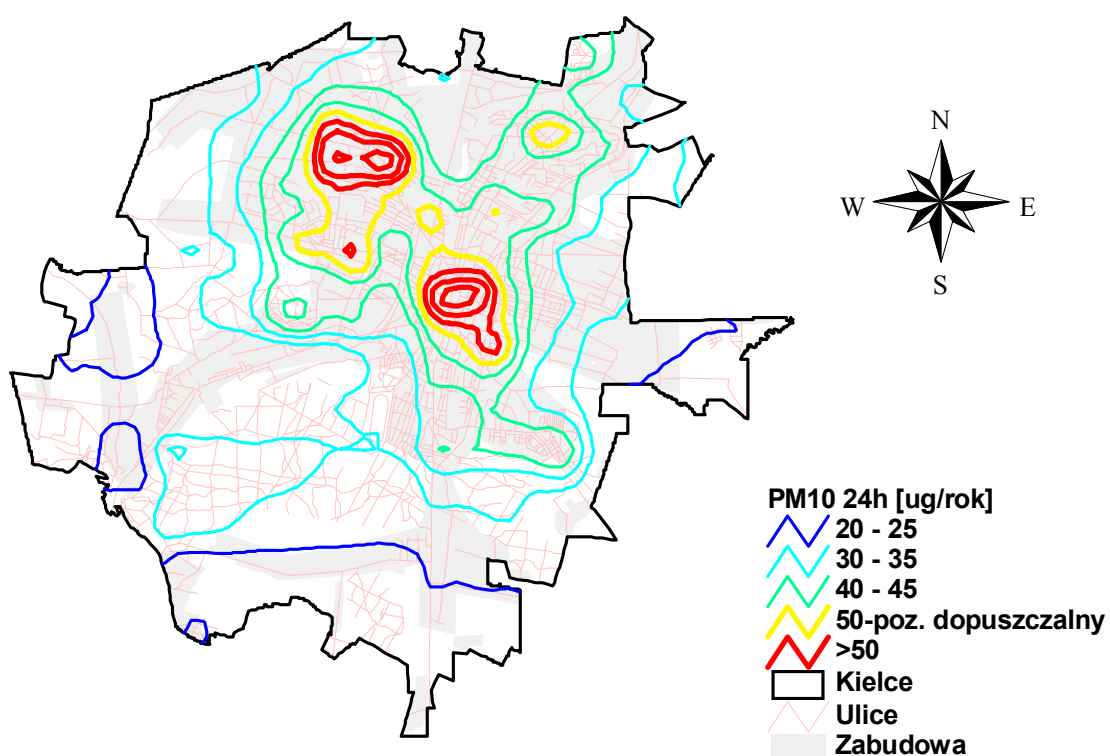 N
W
E
S
PM10 24h [ug/rok]
20 - 25
30 - 35
40 - 45
50-poz. dopuszczalny
>50
Kielce
Ulice
Zabudowa